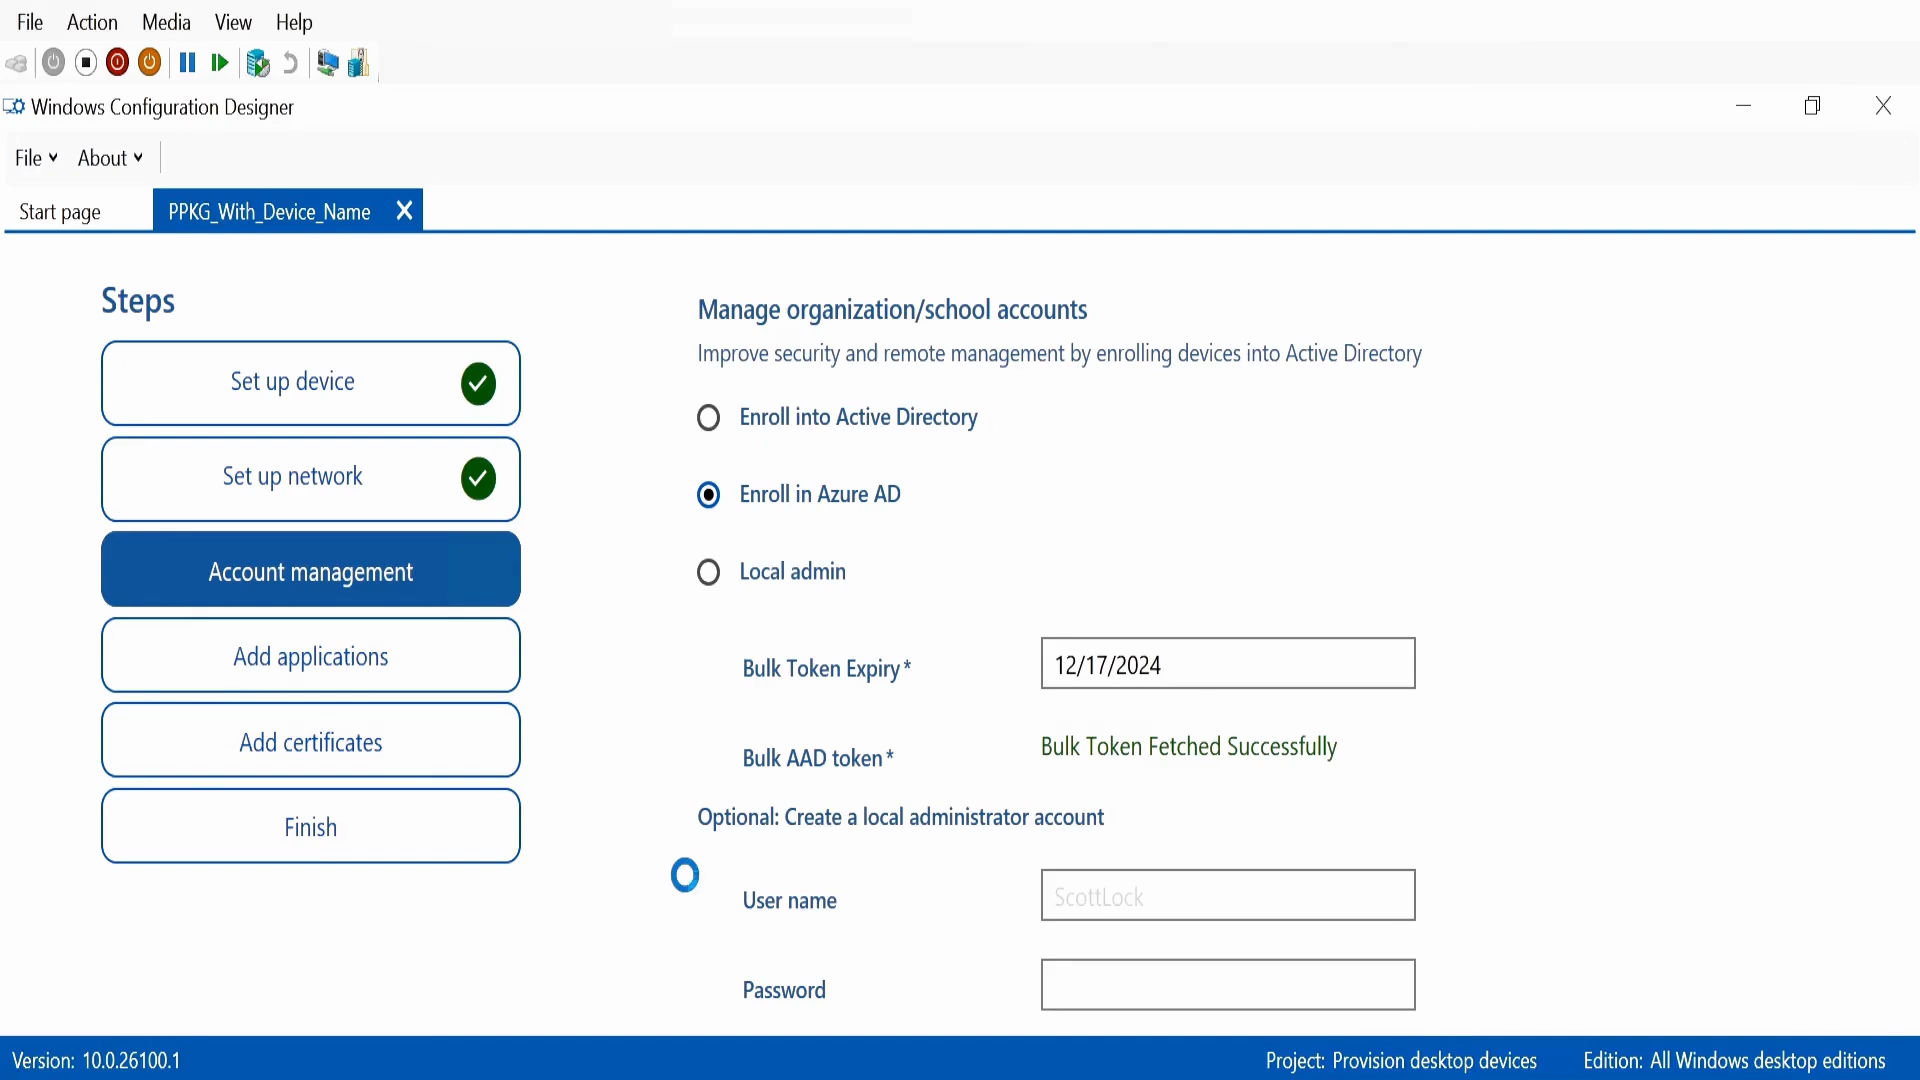 File Action Media View Help
Windows Configuration Designer
File About
Start page PPKG_With_Device_Name
Steps
Set up device
Set up network
Account management
Add applications
Add certificates
Finish
Manage organization/school accounts
Improve security and remote management by enrolling devices into Active Directory
Enroll into Active Directory
Enroll in Azure AD
Local admin
Bulk Token Expiry* 12/17/2024
Bulk AAD token* Bulk Token Fetched Successfully
Optional: Create a local administrator account
User name ScottLock
Password
Version: 10.0.26100.1 Project: Provision desktop devices Edition: All Windows desktop editions